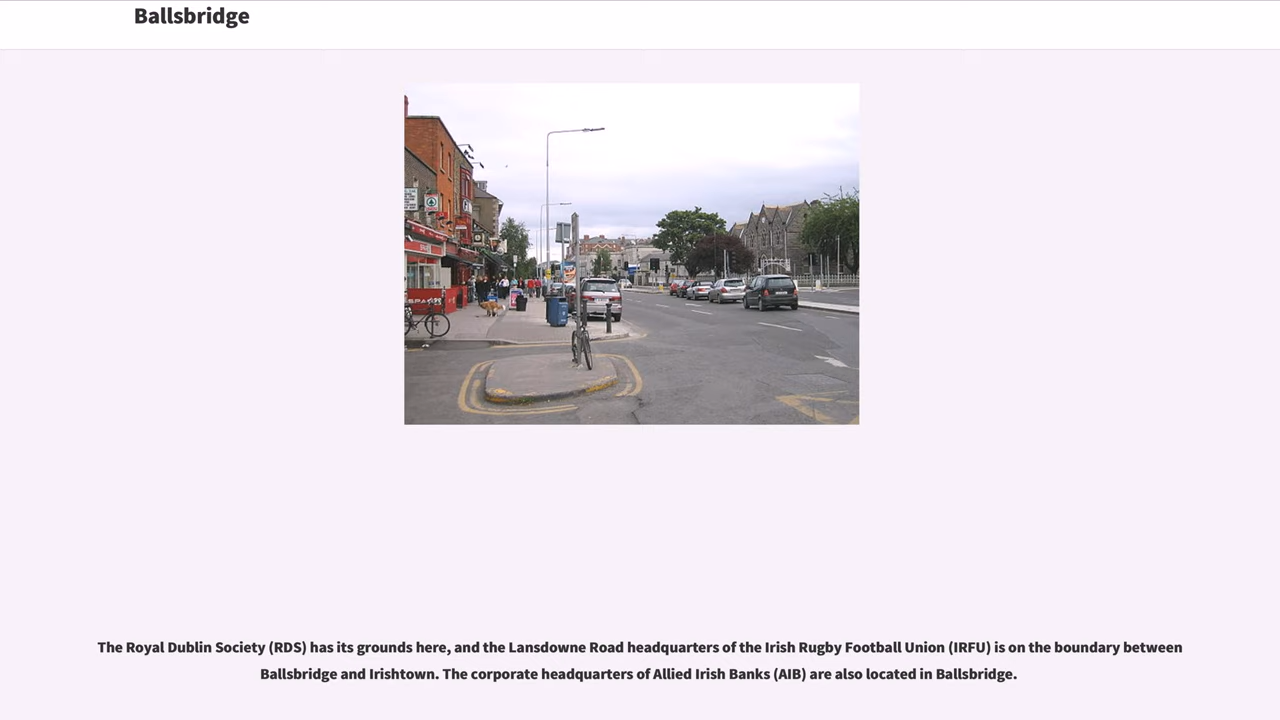 Ballsbridge
The Royal Dublin Society (RDS) has its grounds here, and the Lansdowne Road headquarters of the Irish Rugby Football Union (IRFU) is on the boundary between
Ballsbridge and Irishtown. The corporate headquarters of Allied Irish Banks (AIB) are also located in Ballsbridge.